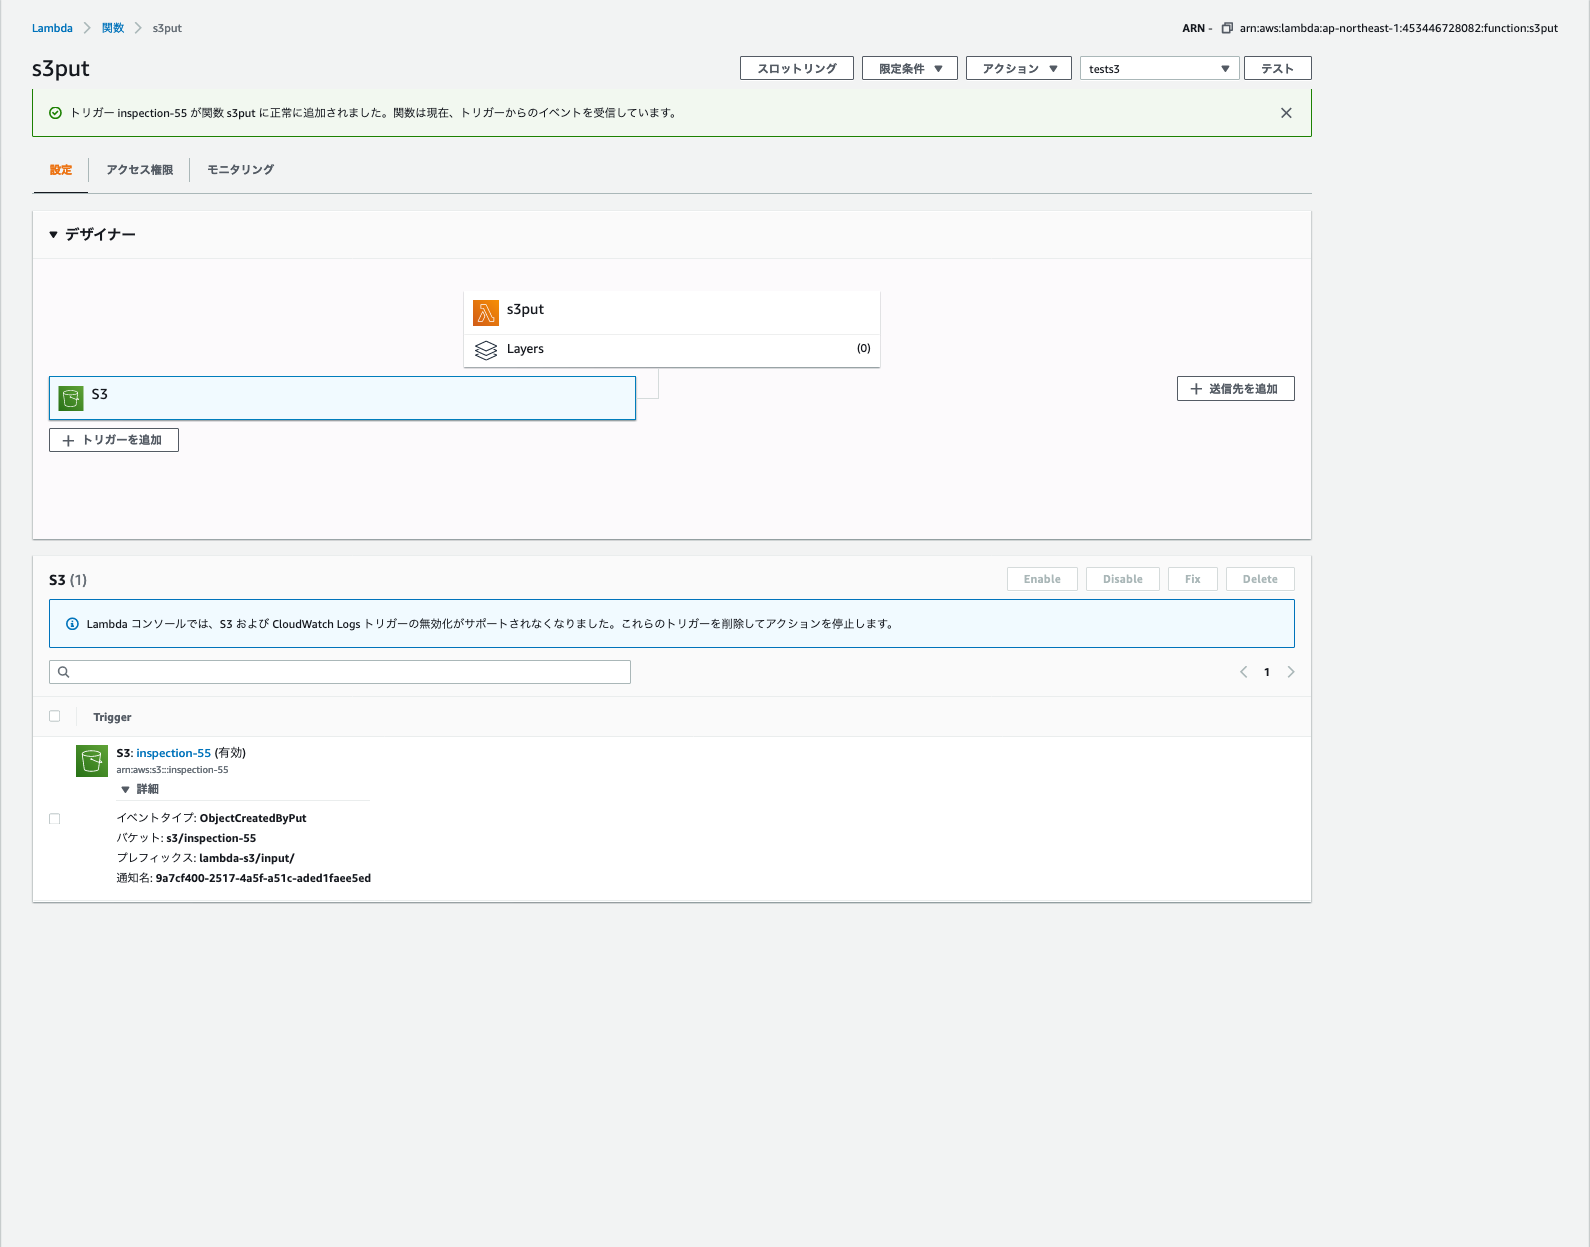 Lambda > 関数 > s3put
ARN - arn:aws:lambda:ap-northeast-1:453446728082:function:s3put
s3put
スロットリング 限定条件 ▼ アクション ▼ tests3 ▼ テスト
トリガー inspection-55 が関数 s3put に正常に追加されました。関数は現在、トリガーからのイベントを受信しています。
設定 アクセス権限 モニタリング
▼ デザイナー
s3put
Layers (0)
S3
＋ 送信先を追加
＋ トリガーを追加
S3 (1)
Enable Disable Fix Delete
Lambda コンソールでは、S3 および CloudWatch Logs トリガーの無効化がサポートされなくなりました。これらのトリガーを削除してアクションを停止します。
< 1 >
Trigger
S3: inspection-55 (有効)
arn:aws:s3:::inspection-55
▼ 詳細
イベントタイプ: ObjectCreatedByPut
バケット: s3/inspection-55
プレフィックス: lambda-s3/input/
通知名: 9a7cf400-2517-4a5f-a51c-aded1faee5ed